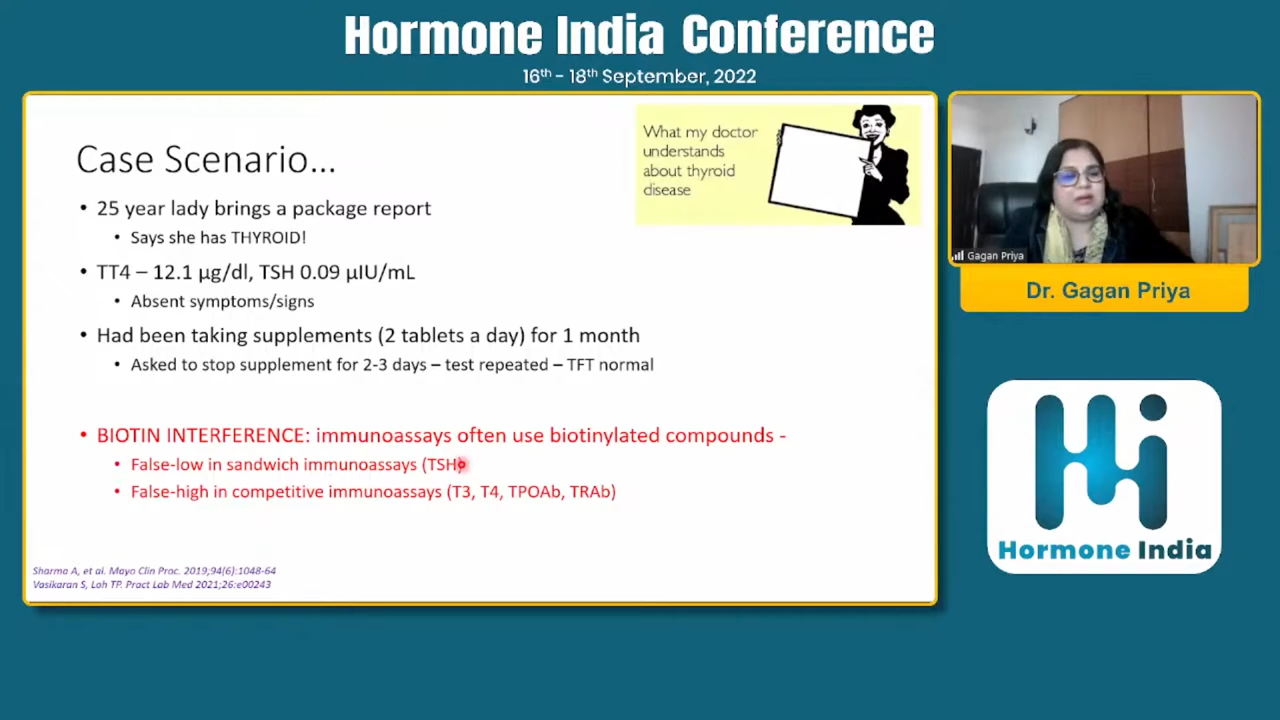 Hormone India Conference
16th - 18th September, 2022
Case Scenario...
What my doctor
understands
about thyroid
disease
• 25 year lady brings a package report
• Says she has THYROID!
• TT4 – 12.1 µg/dl, TSH 0.09 µIU/mL
• Absent symptoms/signs
• Had been taking supplements (2 tablets a day) for 1 month
• Asked to stop supplement for 2-3 days – test repeated – TFT normal
• BIOTIN INTERFERENCE: immunoassays often use biotinylated compounds -
• False-low in sandwich immunoassays (TSH)
• False-high in competitive immunoassays (T3, T4, TPOAb, TRAb)
Sharma A, et al. Mayo Clin Proc. 2019;94(6):1048-64
Vasikaran S, Loh TP. Pract Lab Med 2021;26:e00243
Gagan Priya
Dr. Gagan Priya
Hormone India